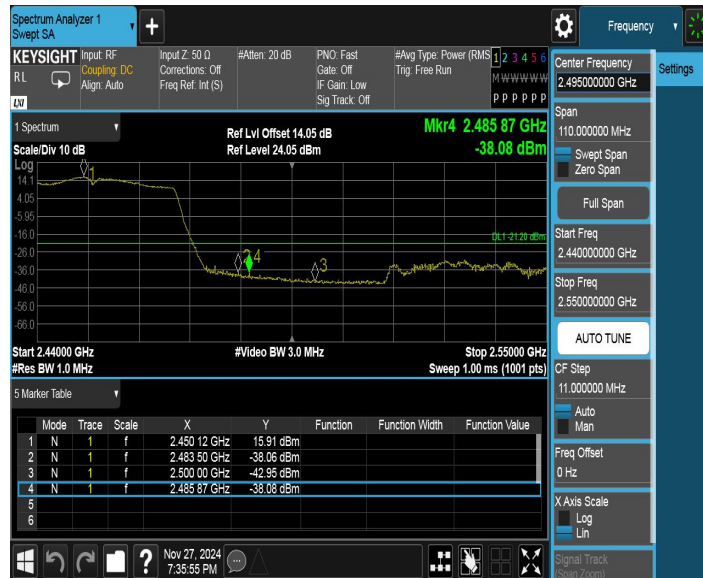 Spectrum Analyzer 1
Swept SA
Frequency
KEYSIGHT
RL
LXI
Input: RF
Coupling: DC
Align: Auto
Input Z: 50 Ω
Corrections: Off
Freq Ref: Int (S)
#Atten: 20 dB
PNO: Fast
Gate: Off
IF Gain: Low
Sig Track: Off
#Avg Type: Power (RMS
Trig: Free Run
1 2 3 4 5 6
M W W W W W
P P P P P P
1 Spectrum
Scale/Div 10 dB
Ref Lvl Offset 14.05 dB
Ref Level 24.05 dBm
Mkr4 2.485 87 GHz
-38.08 dBm
Log
14.1
4.05
-5.95
-16.0
-26.0
-36.0
-46.0
-56.0
-66.0
1
2 4
3
DL1 -21.20 dBm
Start 2.44000 GHz
#Res BW 1.0 MHz
#Video BW 3.0 MHz
Stop 2.55000 GHz
Sweep 1.00 ms (1001 pts)
5 Marker Table
Mode Trace Scale X Y Function Function Width Function Value
1 N 1 f 2.450 12 GHz 15.91 dBm
2 N 1 f 2.483 50 GHz -38.06 dBm
3 N 1 f 2.500 00 GHz -42.95 dBm
4 N 1 f 2.485 87 GHz -38.08 dBm
5
6
Nov 27, 2024
7:35:55 PM
Center Frequency
2.495000000 GHz
Settings
Span
110.000000 MHz
Swept Span
Zero Span
Full Span
Start Freq
2.440000000 GHz
Stop Freq
2.550000000 GHz
AUTO TUNE
CF Step
11.000000 MHz
Auto
Man
Freq Offset
0 Hz
X Axis Scale
Log
Lin
Signal Track
(Span Zoom)